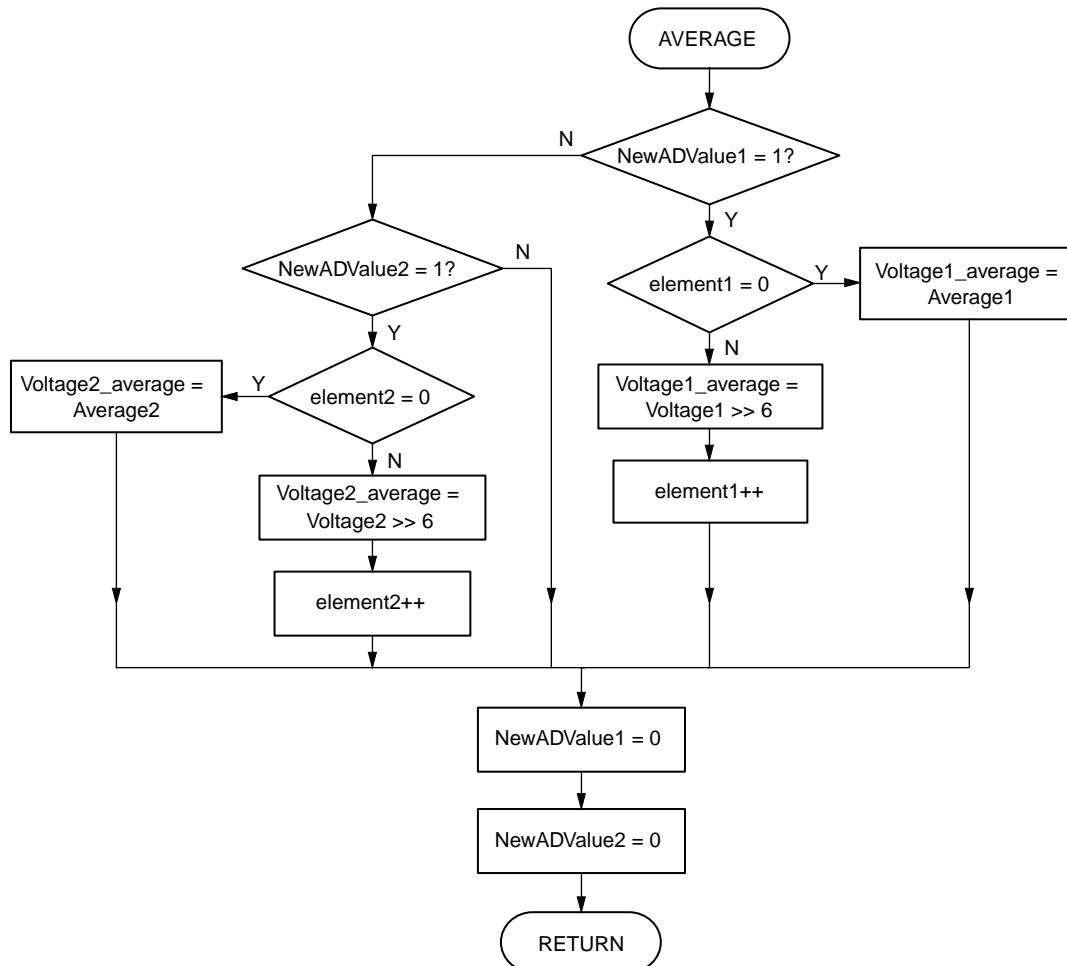 AVERAGE
N
NewADValue1 = 1?
Y
N
NewADValue2 = 1?
element1 = 0
Y
Voltage1_average =
Average1
Y
N
Voltage2_average =
Average2
Y
element2 = 0
Voltage1_average =
Voltage1 >> 6
N
Voltage2_average =
Voltage2 >> 6
element1++
element2++
NewADValue1 = 0
NewADValue2 = 0
RETURN